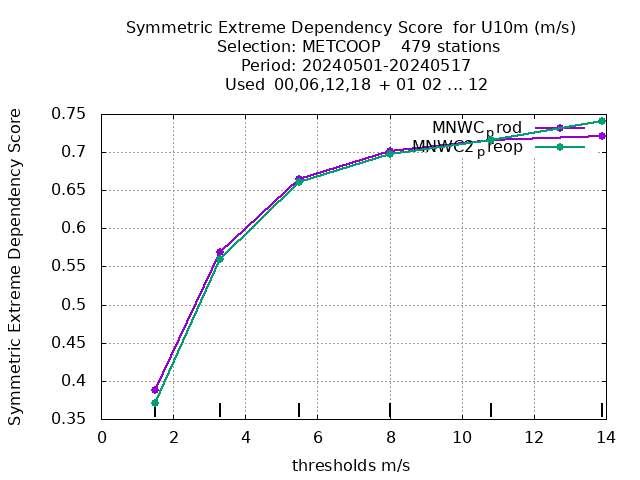 Symmetric Extreme Dependency Score for U10m (m/s)
Selection: METCOOP 479 stations
Period: 20240501-20240517
Used 00,06,12,18 + 01 02 ... 12
Symmetric Extreme Dependency Score
0.75
0.7
0.65
0.6
0.55
0.5
0.45
0.4
0.35
MNWCprod
MNWC2preop
0 2 4 6 8 10 12 14
thresholds m/s